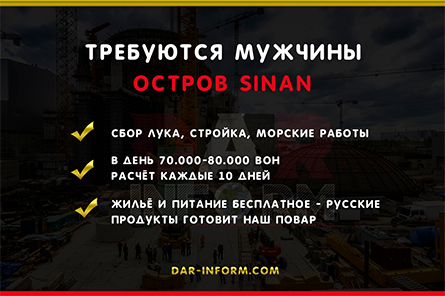 ТРЕБУЮТСЯ МУЖЧИНЫ
ОСТРОВ SINAN
СБОР ЛУКА, СТРОЙКА, МОРСКИЕ РАБОТЫ
В ДЕНЬ 70.000-80.000 ВОН
РАСЧЁТ КАЖДЫЕ 10 ДНЕЙ
ЖИЛЬЁ И ПИТАНИЕ БЕСПЛАТНОЕ - РУССКИЕ
ПРОДУКТЫ ГОТОВИТ НАШ ПОВАР
DAR-INFORM.COM